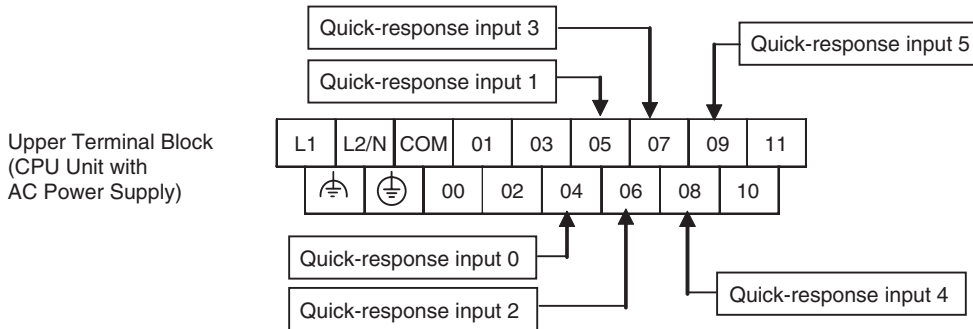 Quick-response input 3
Quick-response input 5
Quick-response input 1
Upper Terminal Block
(CPU Unit with
AC Power Supply)
L1 L2/N COM 01 03 05 07 09 11
00 02 04 06 08 10
Quick-response input 0
Quick-response input 2
Quick-response input 4